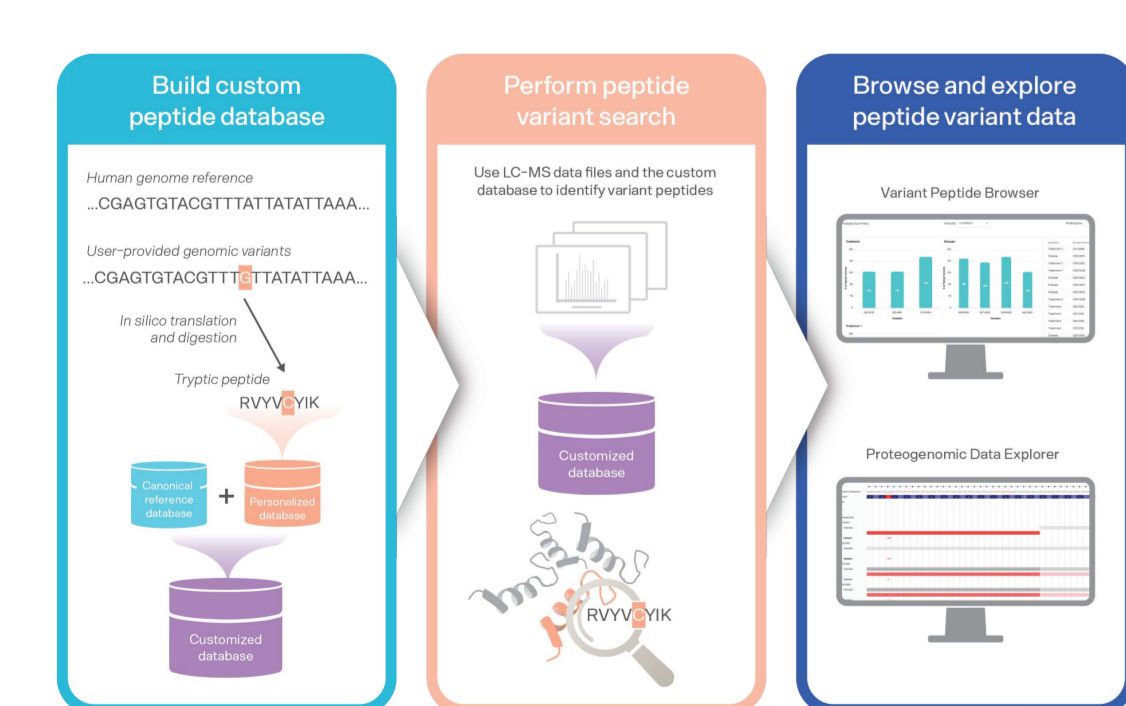 Build custom
peptide database
Human genome reference
...CGAGTGTACGTTTATTATATTAAA...
User-provided genomic variants
...CGAGTGTACGTTTGTTATATTAAA...
In silico translation
and digestion
Tryptic peptide
RVYVCYIK
Canonical
reference
database
+
Personalized
database
Customized
database
Perform peptide
variant search
Use LC-MS data files and the custom
database to identify variant peptides
Customized
database
RVYVCYIK
Browse and explore
peptide variant data
Variant Peptide Browser
Treatment
Disease
Proteogenomic Data Explorer